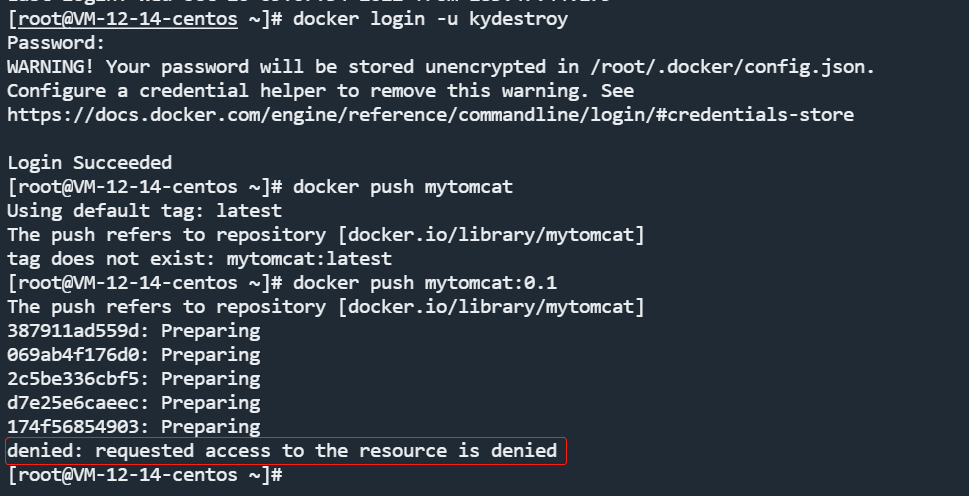 [root@VM-12-14-centos ~]# docker login -u kydestroy
Password:
WARNING! Your password will be stored unencrypted in /root/.docker/config.json.
Configure a credential helper to remove this warning. See
https://docs.docker.com/engine/reference/commandline/login/#credentials-store
Login Succeeded
[root@VM-12-14-centos ~]# docker push mytomcat
Using default tag: latest
The push refers to repository [docker.io/library/mytomcat]
tag does not exist: mytomcat:latest
[root@VM-12-14-centos ~]# docker push mytomcat:0.1
The push refers to repository [docker.io/library/mytomcat]
387911ad559d: Preparing
069ab4f176d0: Preparing
2c5be336cbf5: Preparing
d7e25e6caeec: Preparing
174f56854903: Preparing
denied: requested access to the resource is denied
[root@VM-12-14-centos ~]#